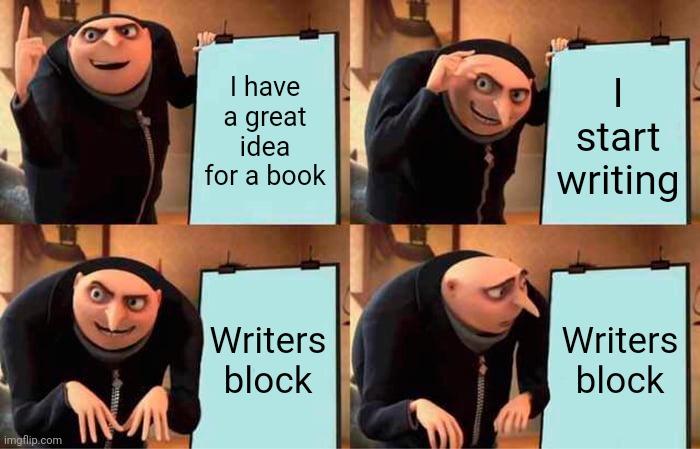 I have
a great
idea
for a book
I
start
writing
Writers
block
Writers
block
imgflip.com